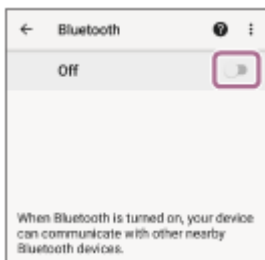 Bluetooth
Off
When Bluetooth is turned on, your device
can communicate with other nearby
Bluetooth devices.